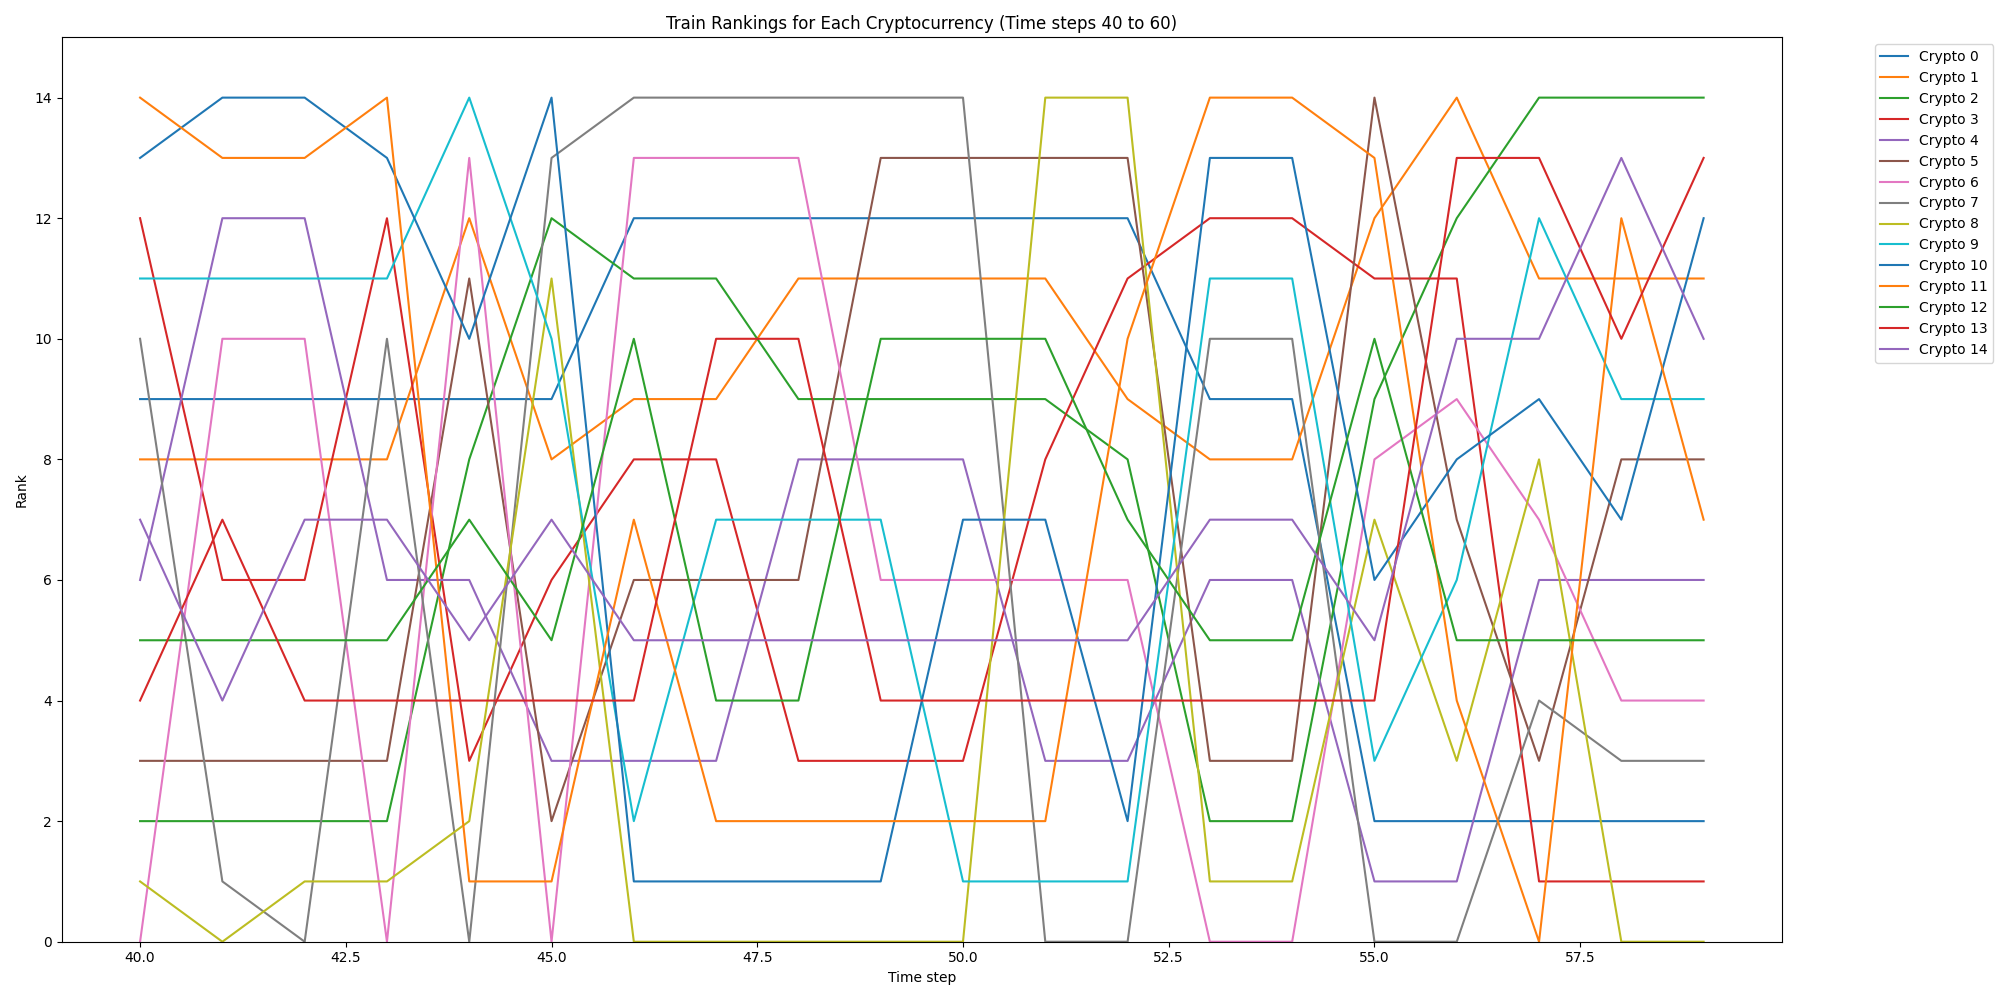 Train Rankings for Each Cryptocurrency (Time steps 40 to 60)
Rank
14
12
10
8
6
4
2
0
40.0
42.5
45.0
47.5
50.0
52.5
55.0
57.5
Time step
Crypto 0
Crypto 1
Crypto 2
Crypto 3
Crypto 4
Crypto 5
Crypto 6
Crypto 7
Crypto 8
Crypto 9
Crypto 10
Crypto 11
Crypto 12
Crypto 13
Crypto 14